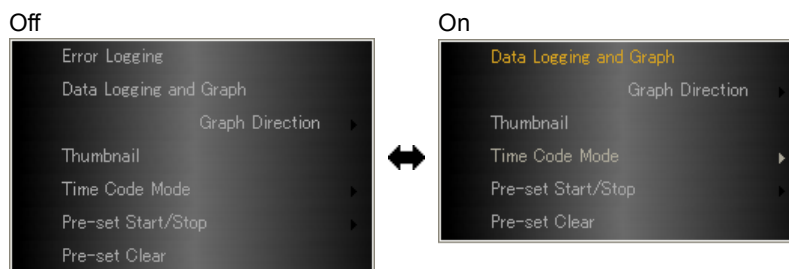 Off
Error Logging
Data Logging and Graph
Graph Direction
Thumbnail
Time Code Mode
Pre-set Start/Stop
Pre-set Clear
On
Data Logging and Graph
Graph Direction
Thumbnail
Time Code Mode
Pre-set Start/Stop
Pre-set Clear